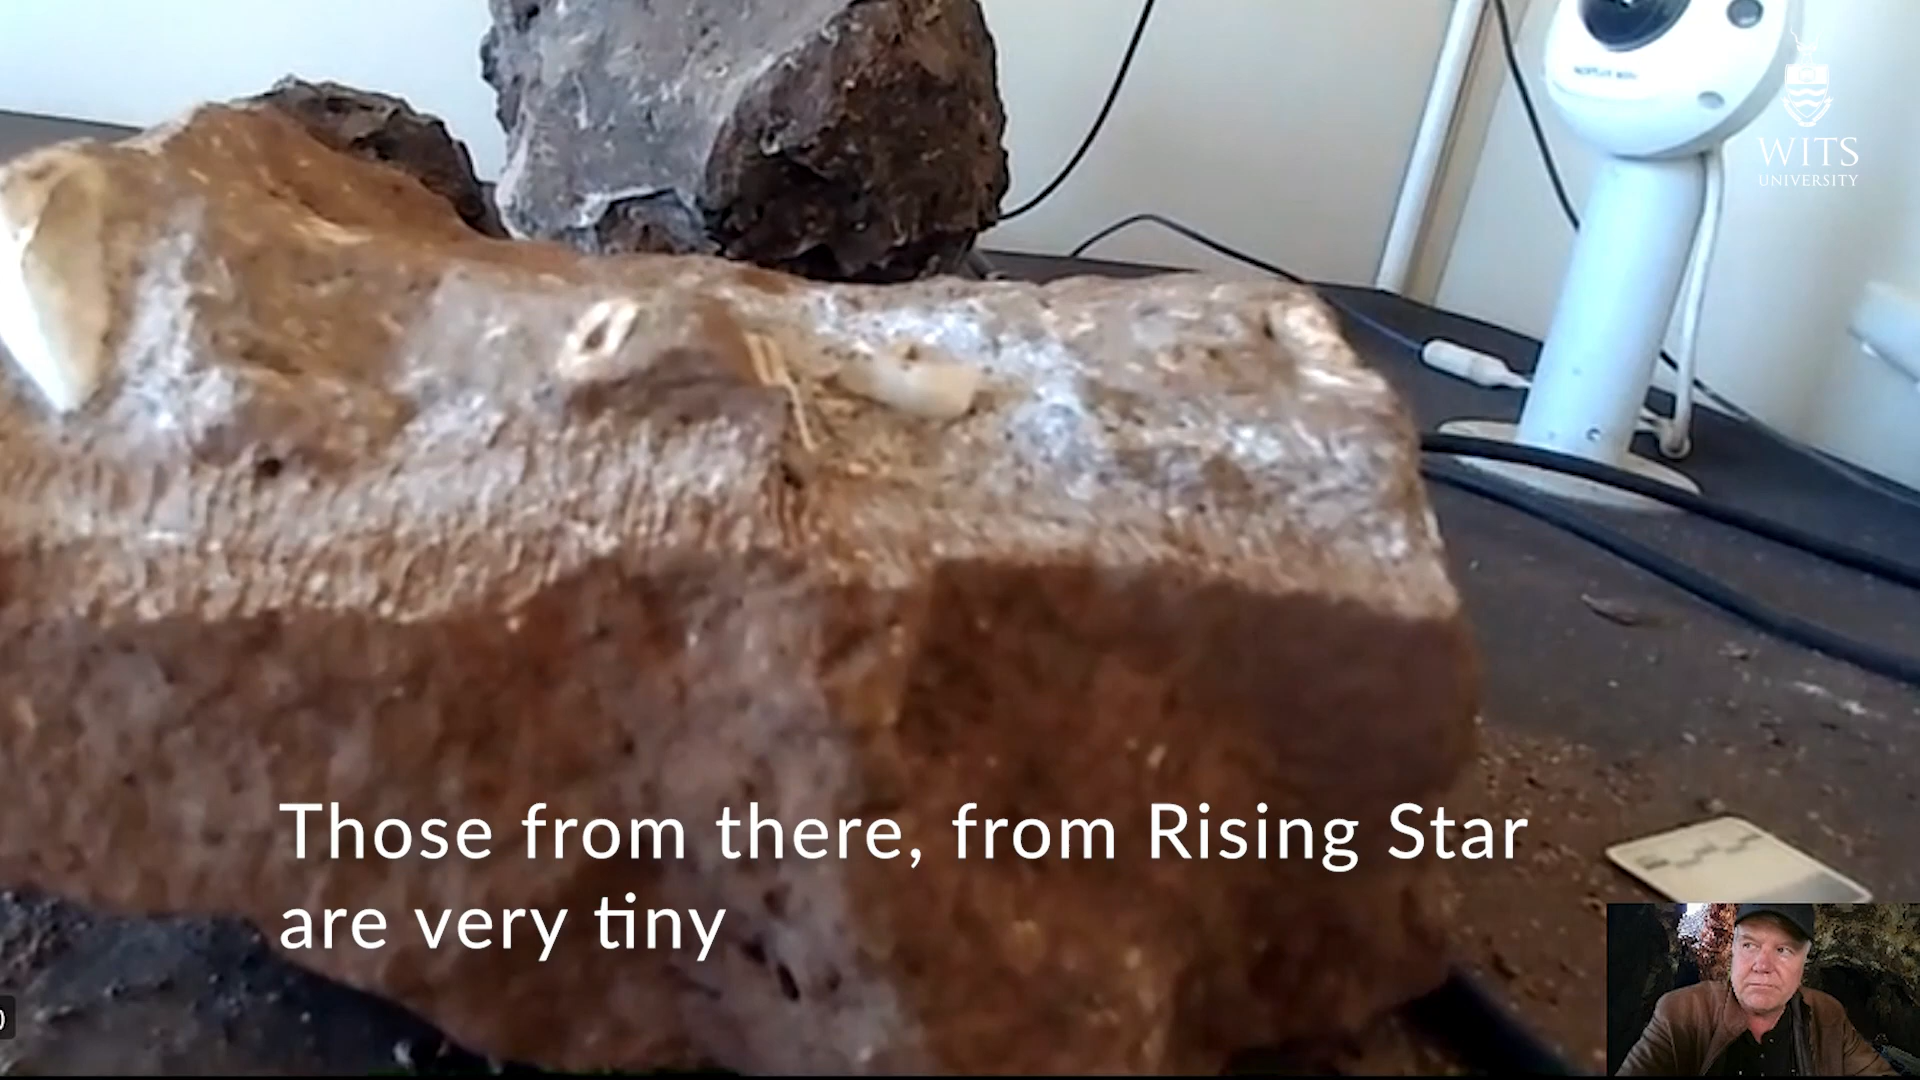 WITS
UNIVERSITY
Those from there, from Rising Star
are very tiny
)